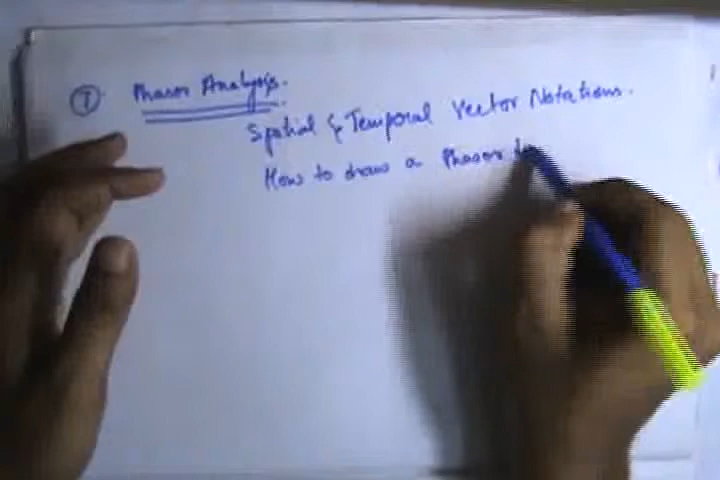 ⑦ Phasor Analysis.
Spatial & Temporal Vector Notations.
How to draw a Phasor